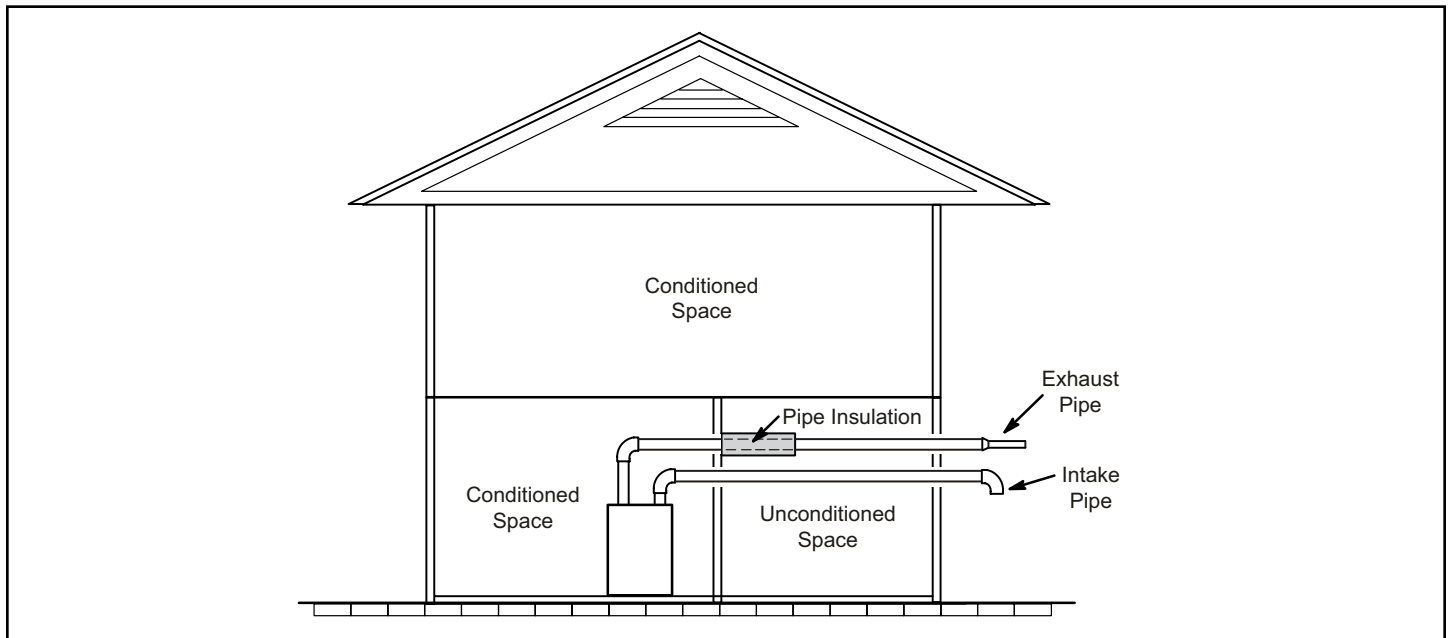 Conditioned
Space
Exhaust
Pipe
Pipe Insulation
Intake
Pipe
Conditioned
Space
Unconditioned
Space